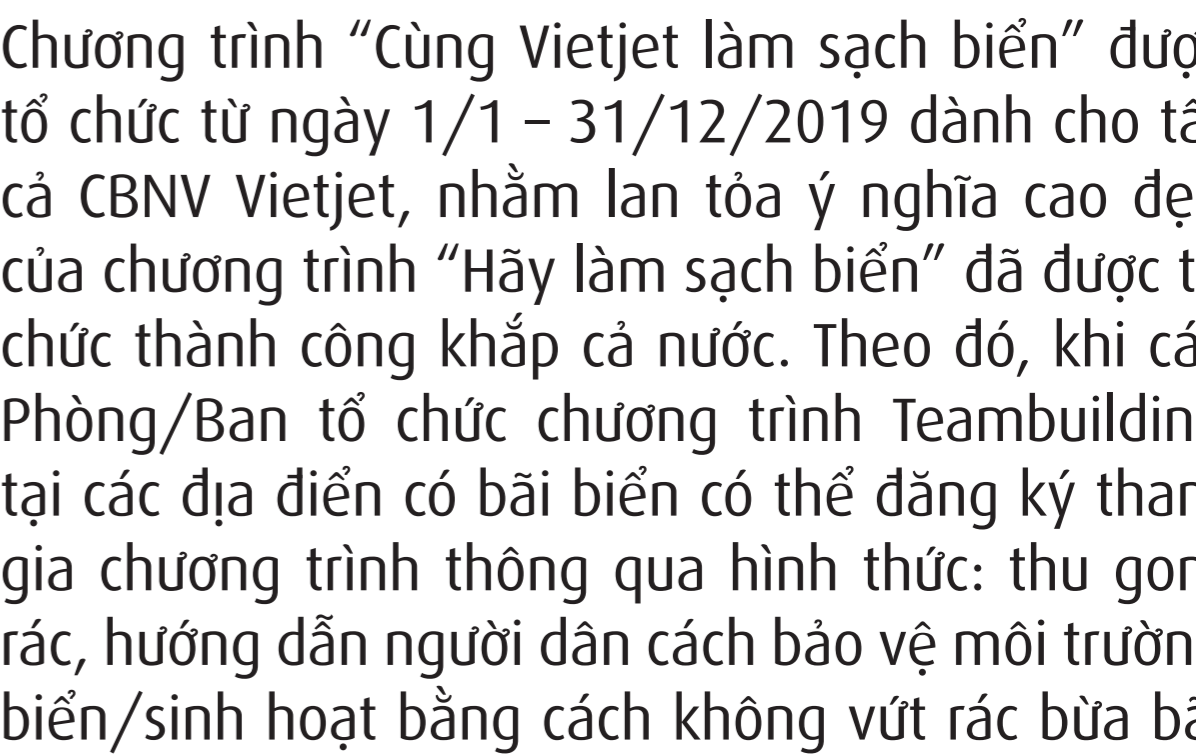 Chương trình “Cùng Vietjet làm sạch biển” đượ
tổ chức từ ngày 1/1 – 31/12/2019 dành cho tấ
cả CBNV Vietjet, nhằm lan tỏa ý nghĩa cao đẹ
của chương trình “Hãy làm sạch biển” đã được t
chức thành công khắp cả nước. Theo đó, khi cá
Phòng/Ban tổ chức chương trình Teambuildin
tại các địa điển có bãi biển có thể đăng ký than
gia chương trình thông qua hình thức: thu gon
rác, hướng dẫn người dân cách bảo vệ môi trườn
biển/sinh hoạt bằng cách không vứt rác bừa bã